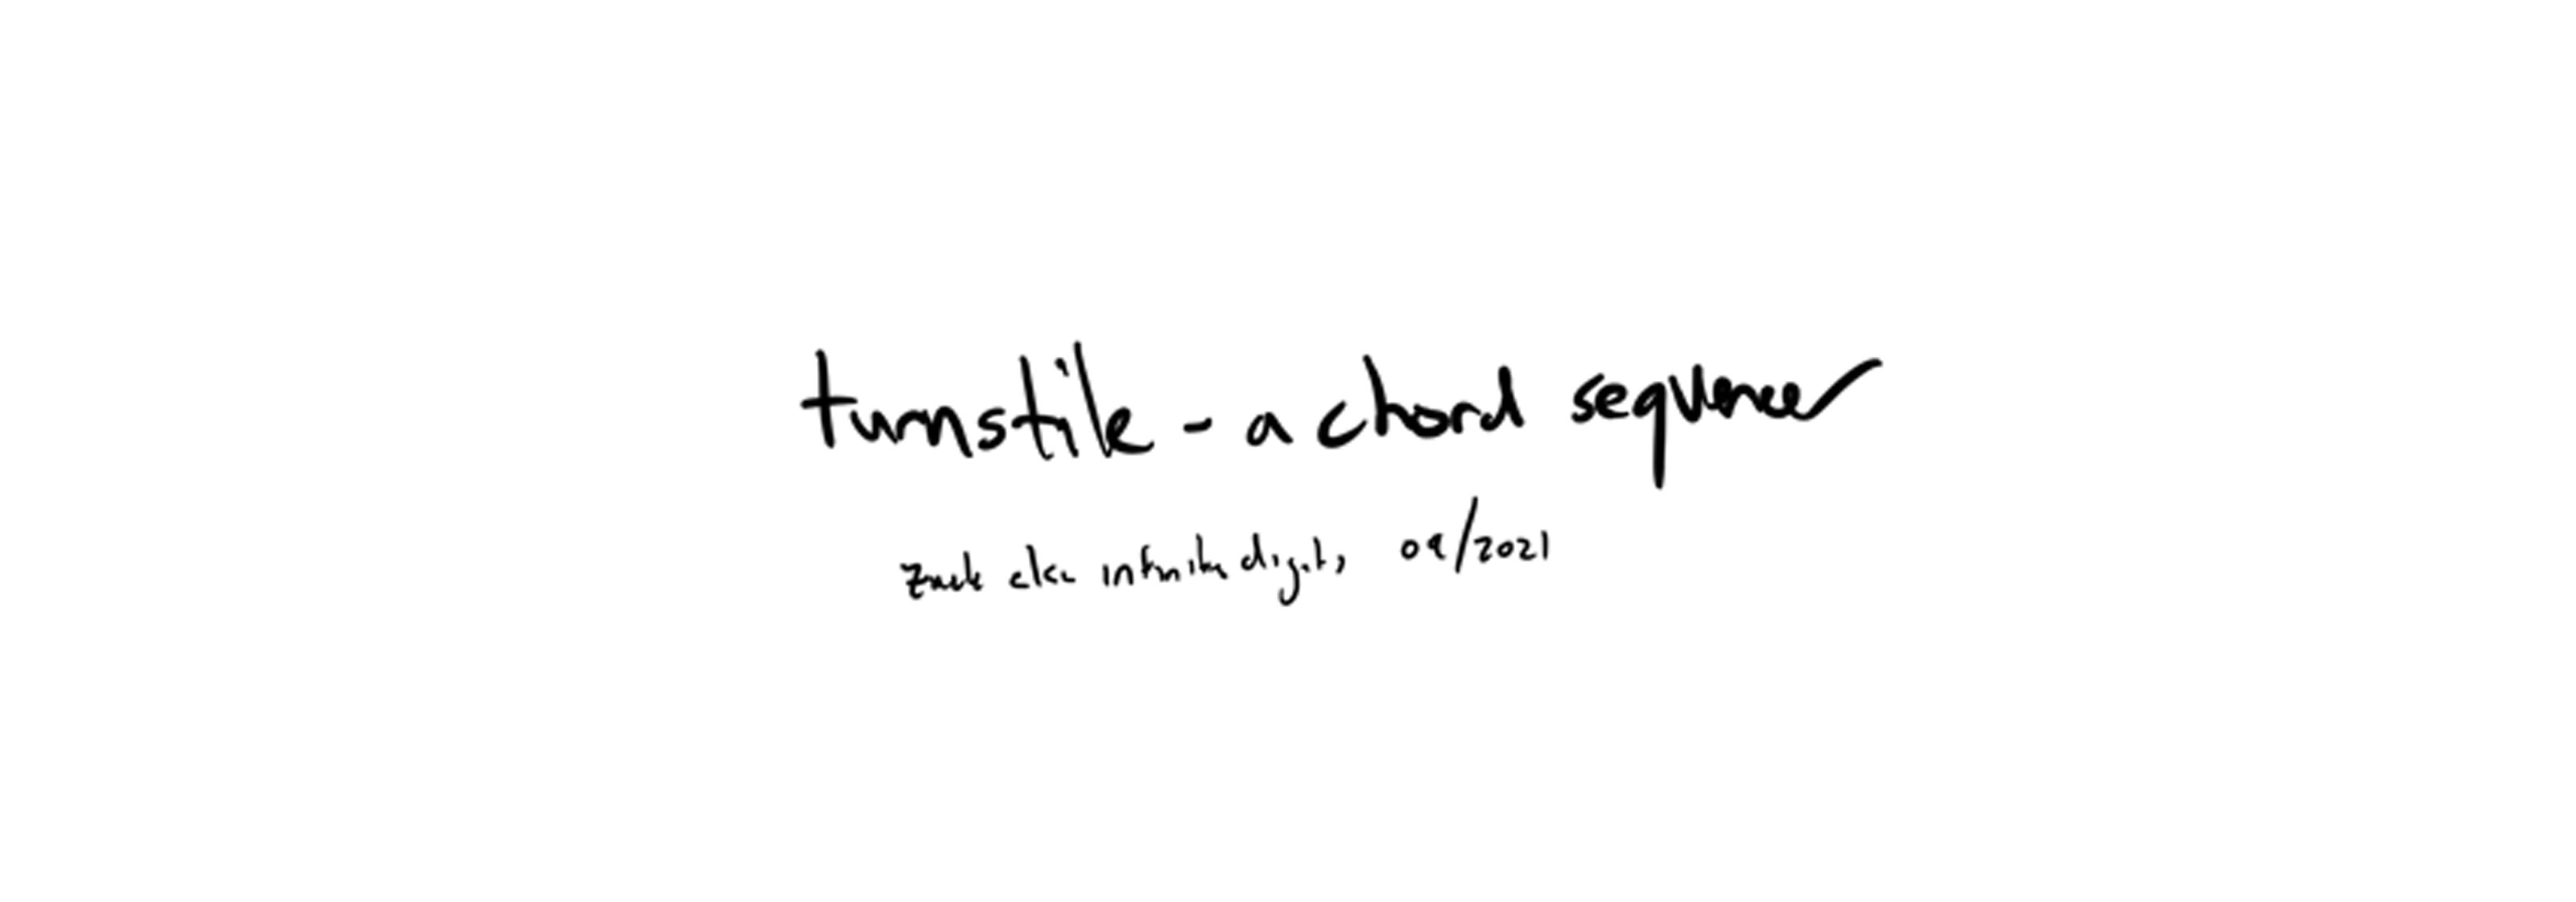 turnstile - a chord sequencer
zack aka infinite digits, 09/2021